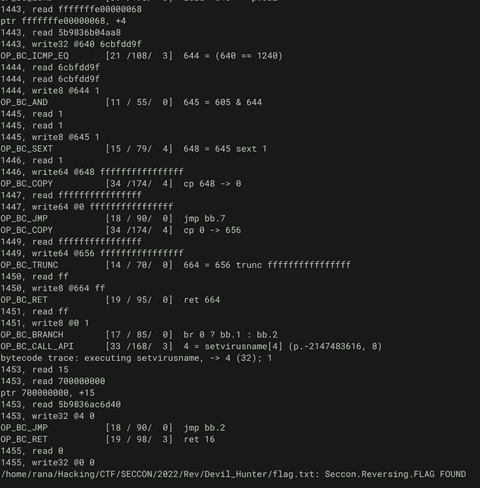 1443, read fffffffe00000068
ptr fffffffe00000068, +4
1443, read 5b9836b04aa8
1443, write32 @640 6cbfdd9f
OP_BC_ICMP_EQ [21 /108/ 3] 644 = (640 == 1240)
1444, read 6cbfdd9f
1444, read 6cbfdd9f
1444, write8 @644 1
OP_BC_AND [11 / 55/ 0] 645 = 605 & 644
1445, read 1
1445, read 1
1445, write8 @645 1
OP_BC_SEXT [15 / 79/ 4] 648 = 645 sext 1
1446, read 1
1446, write64 @648 ffffffffffffffff
OP_BC_COPY [34 /174/ 4] cp 648 -> 0
1447, read ffffffffffffffff
1447, write64 @0 ffffffffffffffff
OP_BC_JMP [18 / 90/ 0] jmp bb.7
OP_BC_COPY [34 /174/ 4] cp 0 -> 656
1449, read ffffffffffffffff
1449, write64 @656 ffffffffffffffff
OP_BC_TRUNC [14 / 70/ 0] 664 = 656 trunc ffffffffffffffff
1450, read ff
1450, write8 @664 ff
OP_BC_RET [19 / 95/ 0] ret 664
1451, read ff
1451, write8 @0 1
OP_BC_BRANCH [17 / 85/ 0] br 0 ? bb.1 : bb.2
OP_BC_CALL_API [33 /168/ 3] 4 = setvirusname[4] (p.-2147483616, 8)
bytecode trace: executing setvirusname, -> 4 (32); 1
1453, read 15
1453, read 700000000
ptr 700000000, +15
1453, read 5b9836ac6d40
1453, write32 @4 0
OP_BC_JMP [18 / 90/ 0] jmp bb.2
OP_BC_RET [19 / 98/ 3] ret 16
1455, read 0
1455, write32 @0 0
/home/rana/Hacking/CTF/SECCON/2022/Rev/Devil_Hunter/flag.txt: Seccon.Reversing.FLAG FOUND